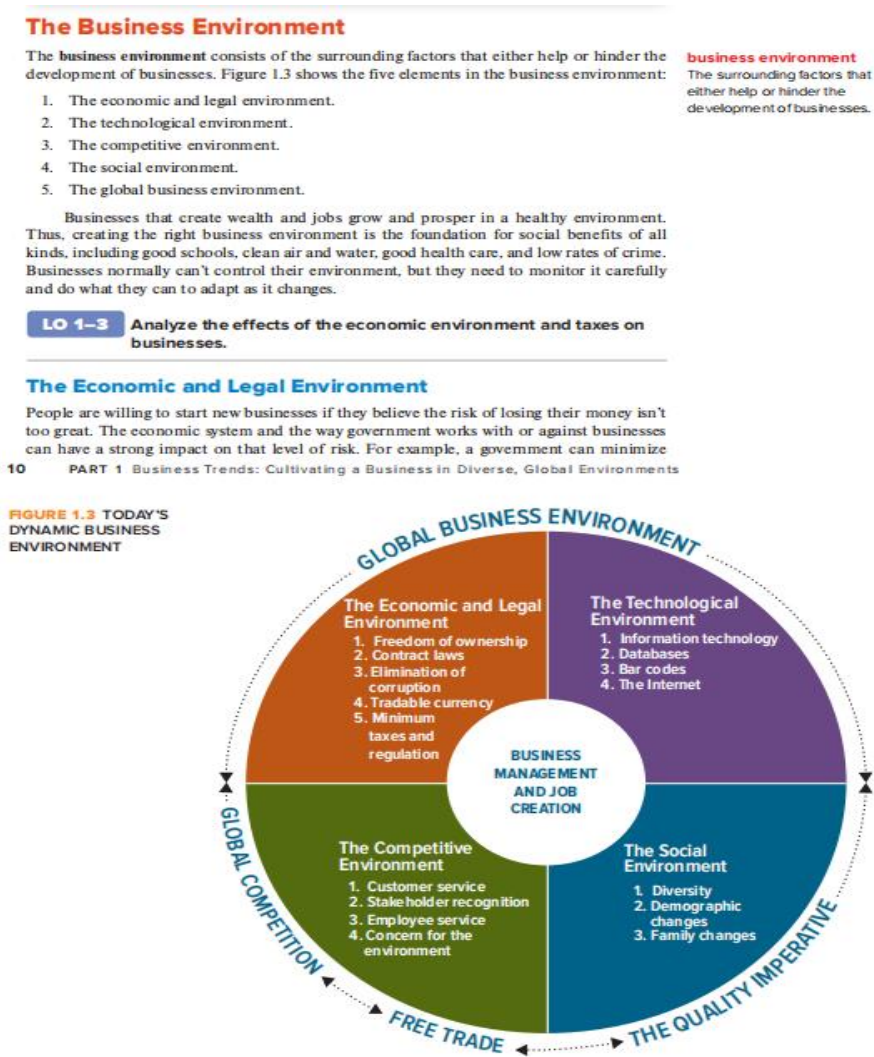 The Business Environment
The business environment consists of the surrounding factors that either help or hinder the
development of businesses. Figure 1.3 shows the five elements in the business environment:
1. The economic and legal environment.
2. The technological environment.
3. The competitive environment.
4. The social environment.
5. The global business environment.
business environment
The surrounding factors that
either help or hinder the
development of businesses.
Businesses that create wealth and jobs grow and prosper in a healthy environment.
Thus, creating the right business environment is the foundation for social benefits of all
kinds, including good schools, clean air and water, good health care, and low rates of crime.
Businesses normally can't control their environment, but they need to monitor it carefully
and do what they can to adapt as it changes.
LO 1–3 Analyze the effects of the economic environment and taxes on
businesses.
The Economic and Legal Environment
People are willing to start new businesses if they believe the risk of losing their money isn't
too great. The economic system and the way government works with or against businesses
can have a strong impact on that level of risk. For example, a government can minimize
10 PART 1 Business Trends: Cultivating a Business in Diverse, Global Environments
FIGURE 1.3 TODAY'S
DYNAMIC BUSINESS
ENVIRONMENT
GLOBAL BUSINESS ENVIRONMENT
The Economic and Legal
Environment
1. Freedom of ownership
2. Contract laws
3. Elimination of
corruption
4. Tradable currency
5. Minimum
taxes and
regulation
The Technological
Environment
1. Information technology
2. Databases
3. Bar codes
4. The Internet
BUSINESS
MANAGEMENT
AND JOB
CREATION
The Competitive
Environment
1. Customer service
2. Stakeholder recognition
3. Employee service
4. Concern for the
environment
The Social
Environment
1. Diversity
2. Demographic
changes
3. Family changes
GLOBAL COMPETITION
FREE TRADE
THE QUALITY IMPERATIVE